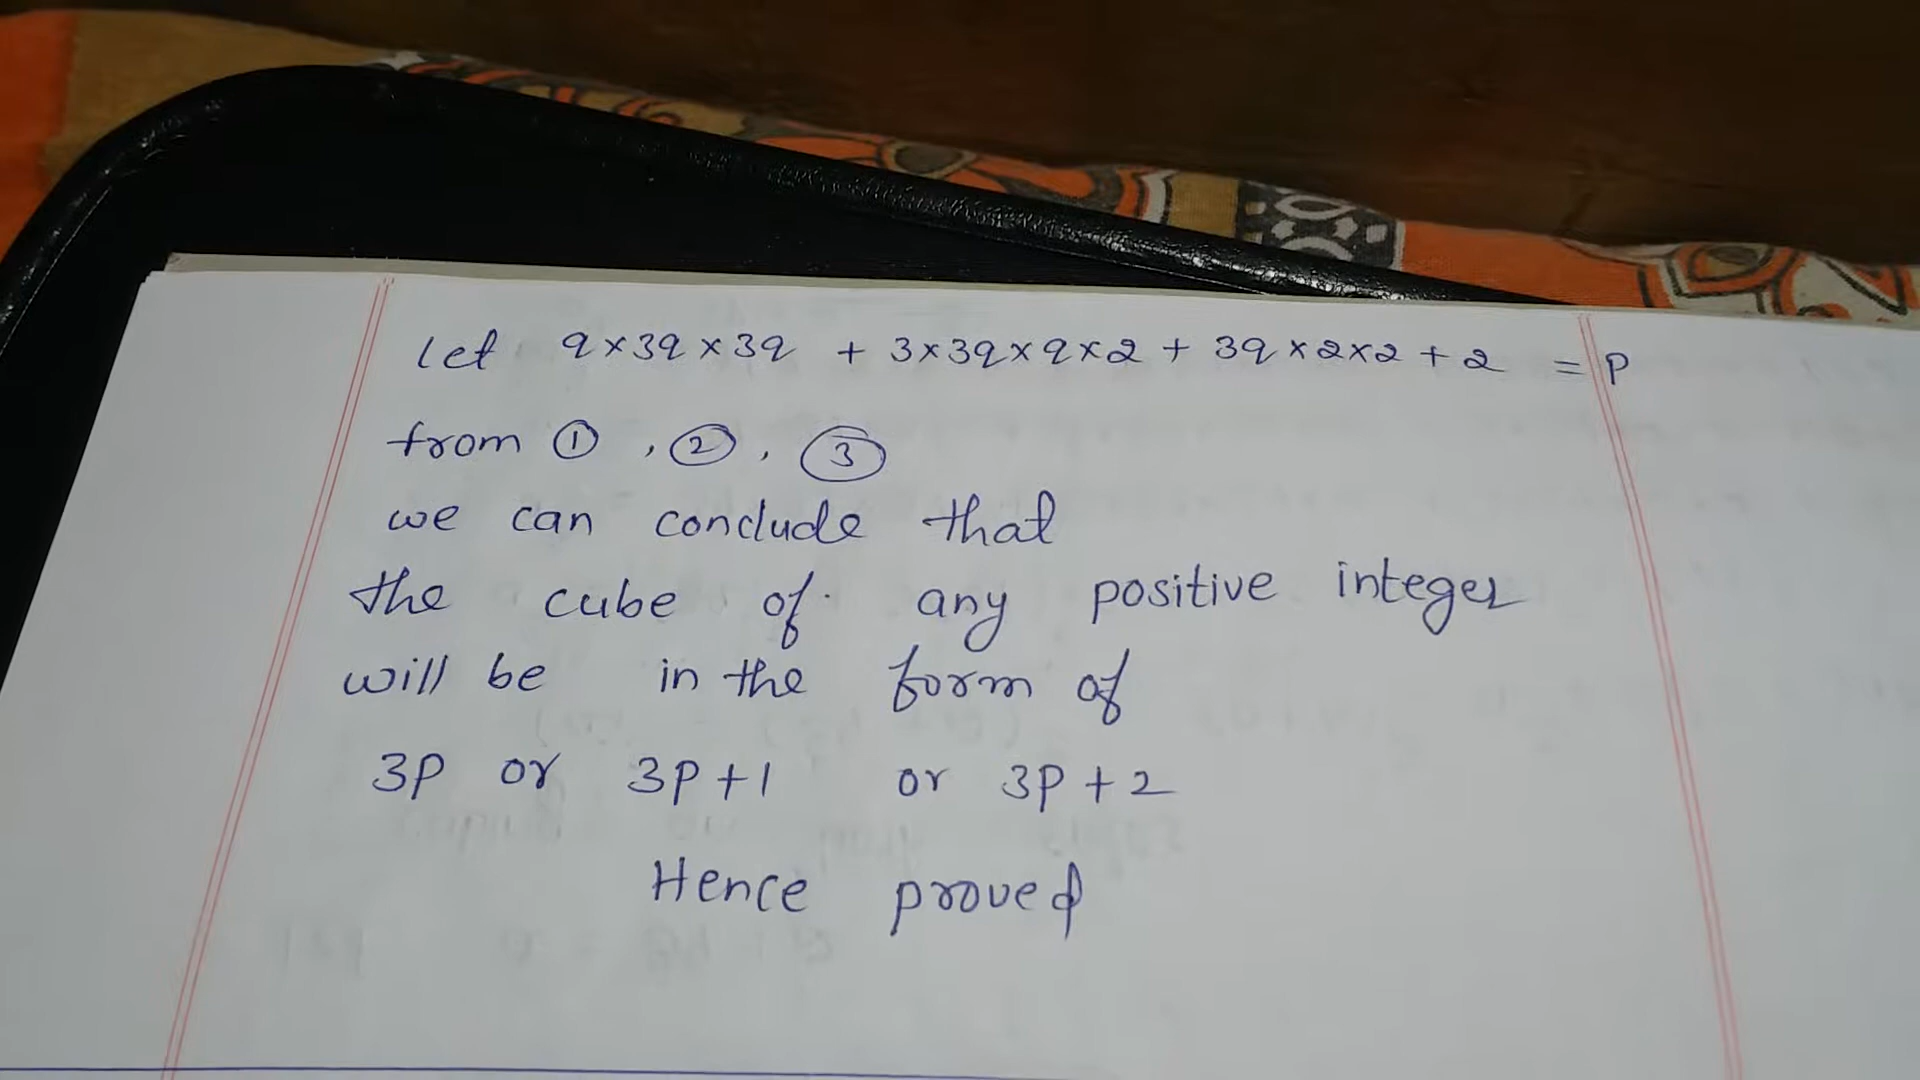 Let q×3q×3q + 3×3q×q×2 + 3q×2×2+2 = p
from ①, ②, ③
we can conclude that
the cube of any positive integer
will be in the form of
3p or 3p+1 or 3p+2
Hence proved